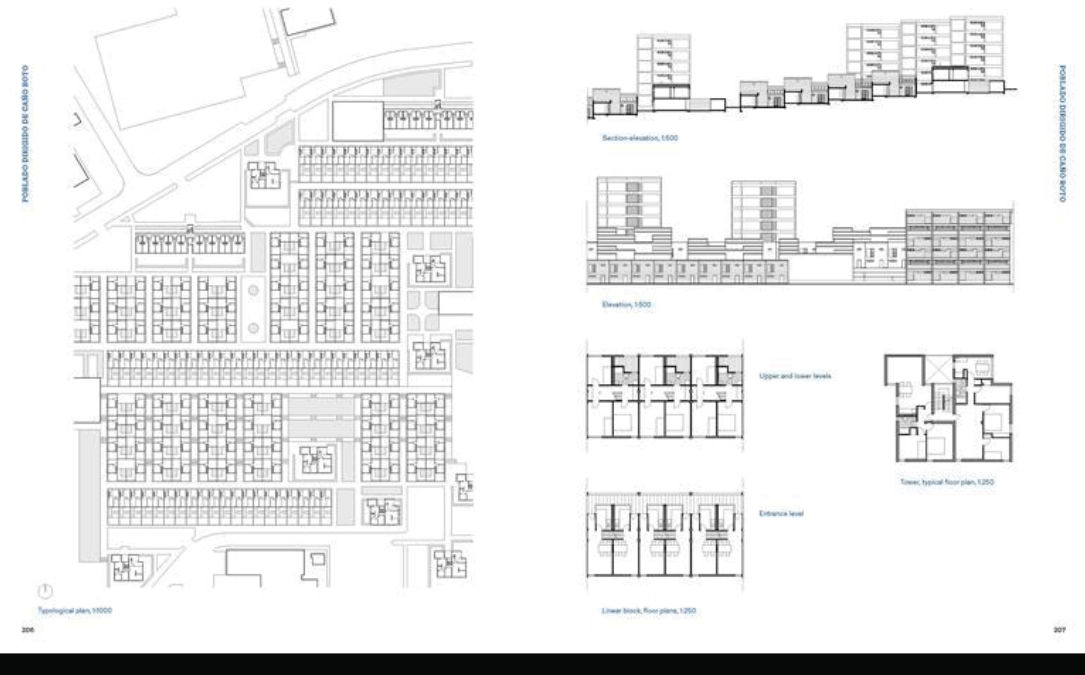 POBLADO DIRIGIDO DE CAÑO ROTO
Typological plan, 1:1000
206
Section-elevation, 1:500
Elevation, 1:500
Upper and lower levels
Tower, typical floor plan, 1:250
Entrance level
Lower block, floor plans, 1:250
POBLADO DIRIGIDO DE CAÑO ROTO
207